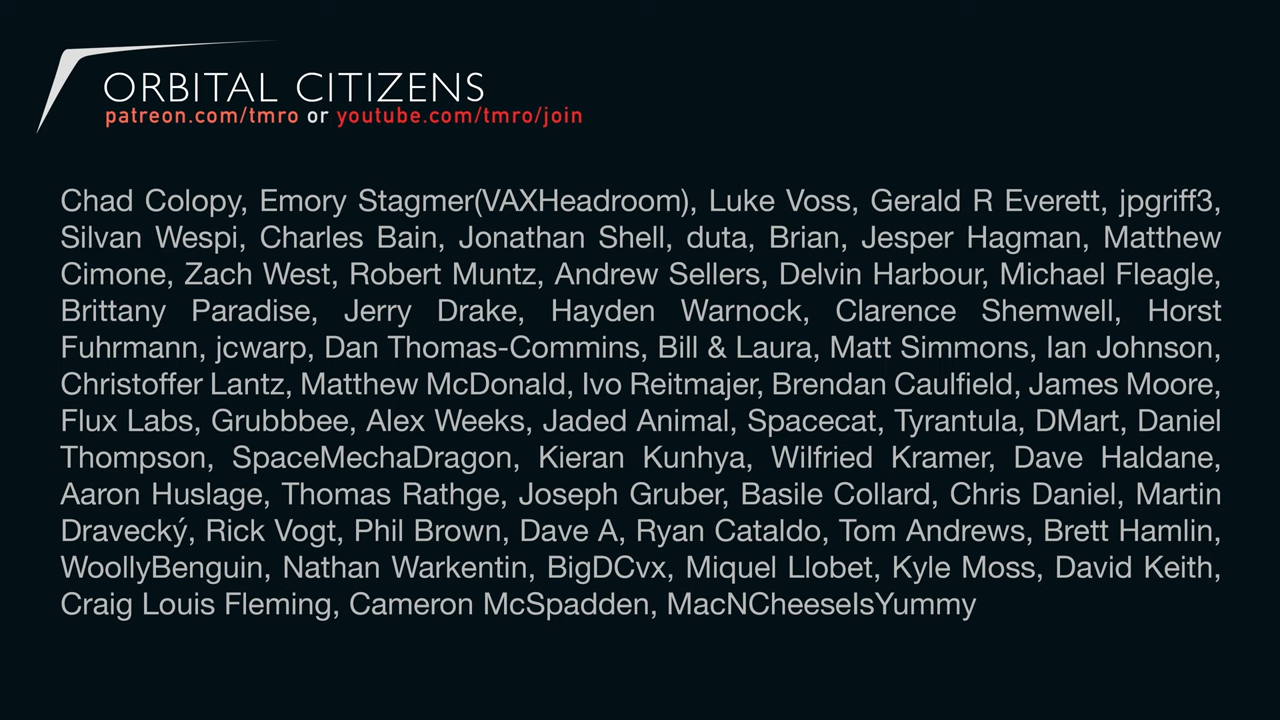 ORBITAL CITIZENS
patreon.com/tmro or youtube.com/tmro/join
Chad Colopy, Emory Stagmer(VAXHeadroom), Luke Voss, Gerald R Everett, jpgriff3,
Silvan Wespi, Charles Bain, Jonathan Shell, duta, Brian, Jesper Hagman, Matthew
Cimone, Zach West, Robert Muntz, Andrew Sellers, Delvin Harbour, Michael Fleagle,
Brittany Paradise, Jerry Drake, Hayden Warnock, Clarence Shemwell, Horst
Fuhrmann, jcwarp, Dan Thomas-Commins, Bill & Laura, Matt Simmons, Ian Johnson,
Christoffer Lantz, Matthew McDonald, Ivo Reitmajer, Brendan Caulfield, James Moore,
Flux Labs, Grubbbee, Alex Weeks, Jaded Animal, Spacecat, Tyrantula, DMart, Daniel
Thompson, SpaceMechaDragon, Kieran Kunhya, Wilfried Kramer, Dave Haldane,
Aaron Huslage, Thomas Rathge, Joseph Gruber, Basile Collard, Chris Daniel, Martin
Dravecký, Rick Vogt, Phil Brown, Dave A, Ryan Cataldo, Tom Andrews, Brett Hamlin,
WoollyBenguin, Nathan Warkentin, BigDCvx, Miquel Llobet, Kyle Moss, David Keith,
Craig Louis Fleming, Cameron McSpadden, MacNCheeseIsYummy